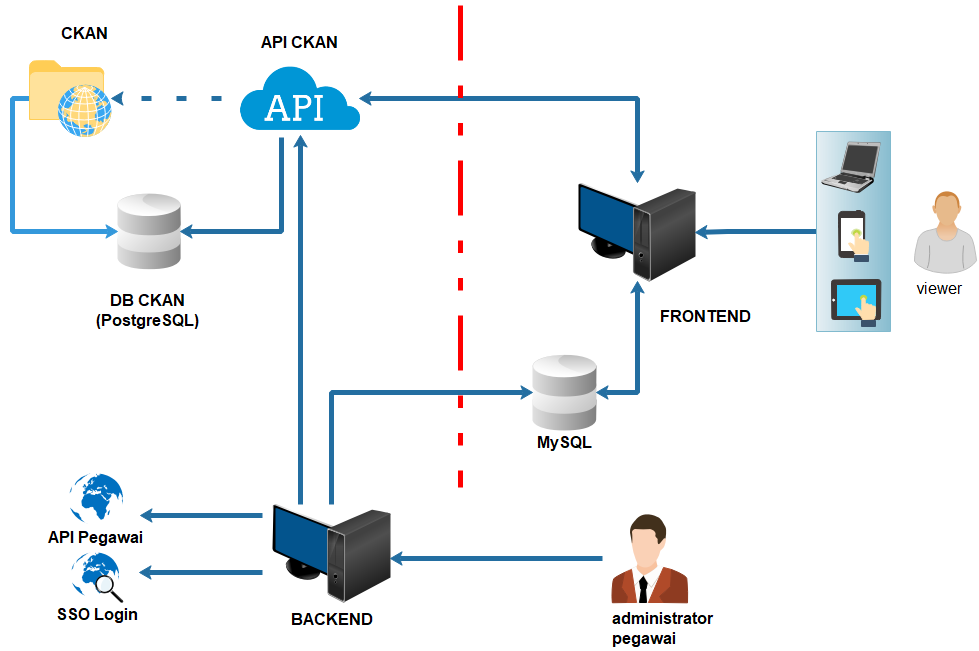 CKAN
API CKAN
API
DB CKAN
(PostgreSQL)
FRONTEND
viewer
MySQL
API Pegawai
SSO Login
BACKEND
administrator
pegawai